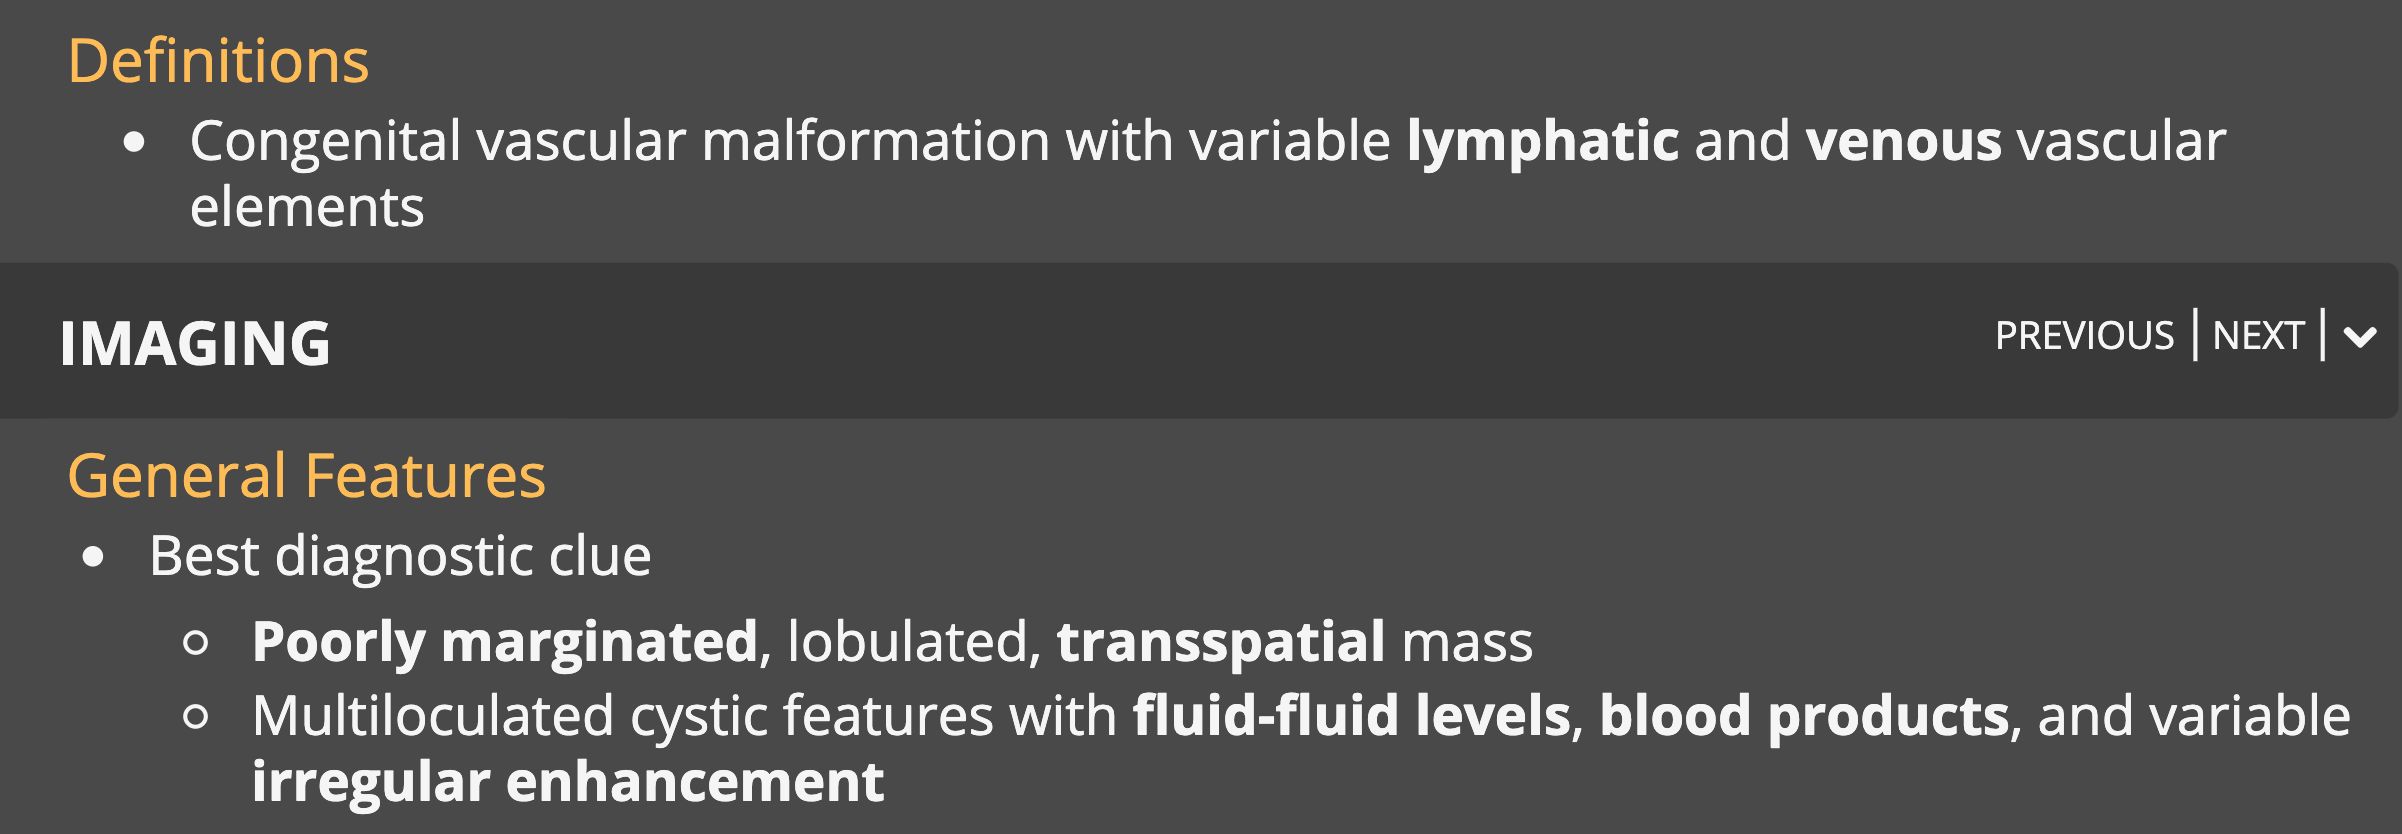 Definitions
• Congenital vascular malformation with variable lymphatic and venous vascular
elements
IMAGING
PREVIOUS | NEXT |
General Features
• Best diagnostic clue
○ Poorly marginated, lobulated, transspatial mass
○ Multiloculated cystic features with fluid-fluid levels, blood products, and variable
irregular enhancement